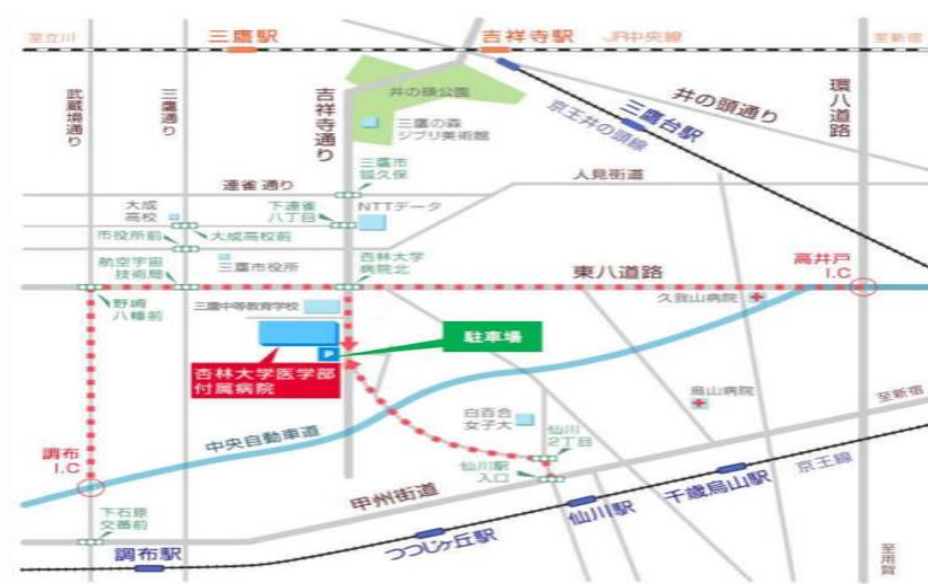 至立川
三鷹駅
吉祥寺駅
JR中央線
至新宿
武蔵境通り
三鷹通り
吉祥寺通り
井の頭公園
三鷹の森
ジブリ美術館
京王井の頭線
三鷹台駅
井の頭通り
環八道路
三鷹市
狐久保
連雀通り
人見街道
大成
高校
下連雀
八丁目
NTTデータ
市役所前
大成高校前
航空宇宙
技術局
三鷹市役所
杏林大学
病院北
東八道路
高井戸
I.C
野崎
八幡前
三鷹中等教育学校
久我山病院
P
駐車場
杏林大学医学部
付属病院
烏山病院
至新宿
白百合
女子大
仙川
2丁目
中央自動車道
調布
I.C
仙川駅
入口
甲州街道
京王線
千歳烏山駅
仙川駅
下石原
交番前
つつじヶ丘駅
調布駅
至用賀